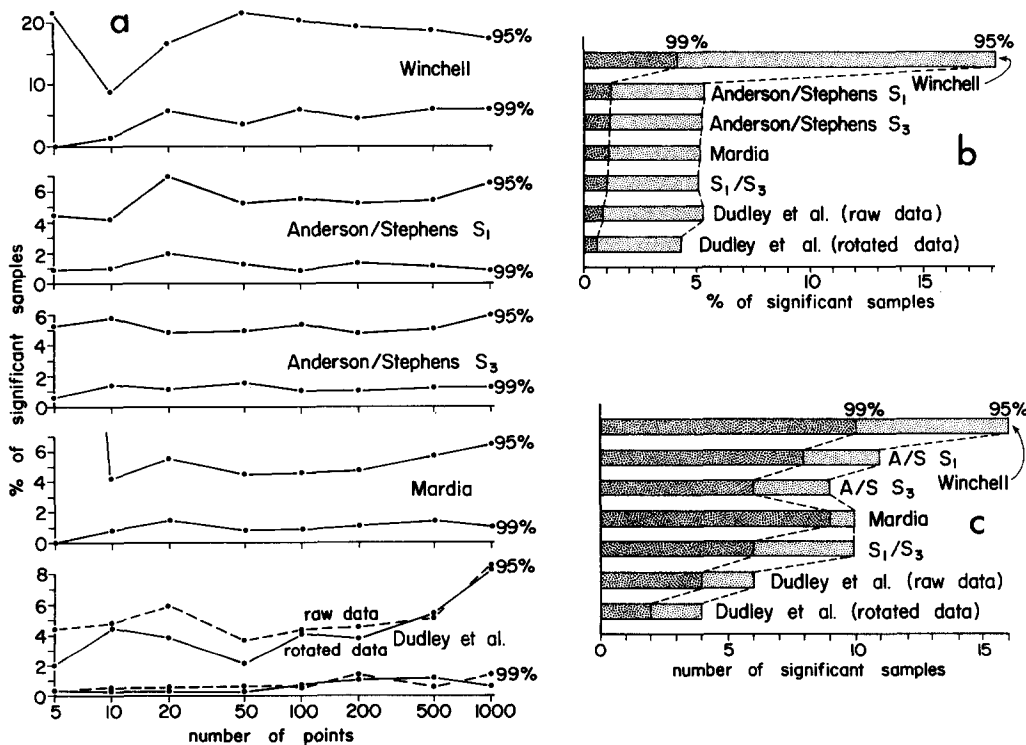 a
% of significant samples
20
10
0
95%
Winchell
99%
6
4
2
0
95%
Anderson/Stephens S1
99%
6
4
2
0
95%
Anderson/Stephens S3
99%
6
4
2
0
95%
Mardia
99%
8
6
4
2
0
95%
raw data
Dudley et al.
rotated data
99%
5 10 20 50 100 200 500 1000
number of points
b
99% 95%
Winchell
Anderson/Stephens S1
Anderson/Stephens S3
Mardia
S1/S3
Dudley et al. (raw data)
Dudley et al. (rotated data)
0 5 10 15
% of significant samples
c
99% 95%
A/S S1
Winchell
A/S S3
Mardia
S1/S3
Dudley et al. (raw data)
Dudley et al. (rotated data)
0 5 10 15
number of significant samples